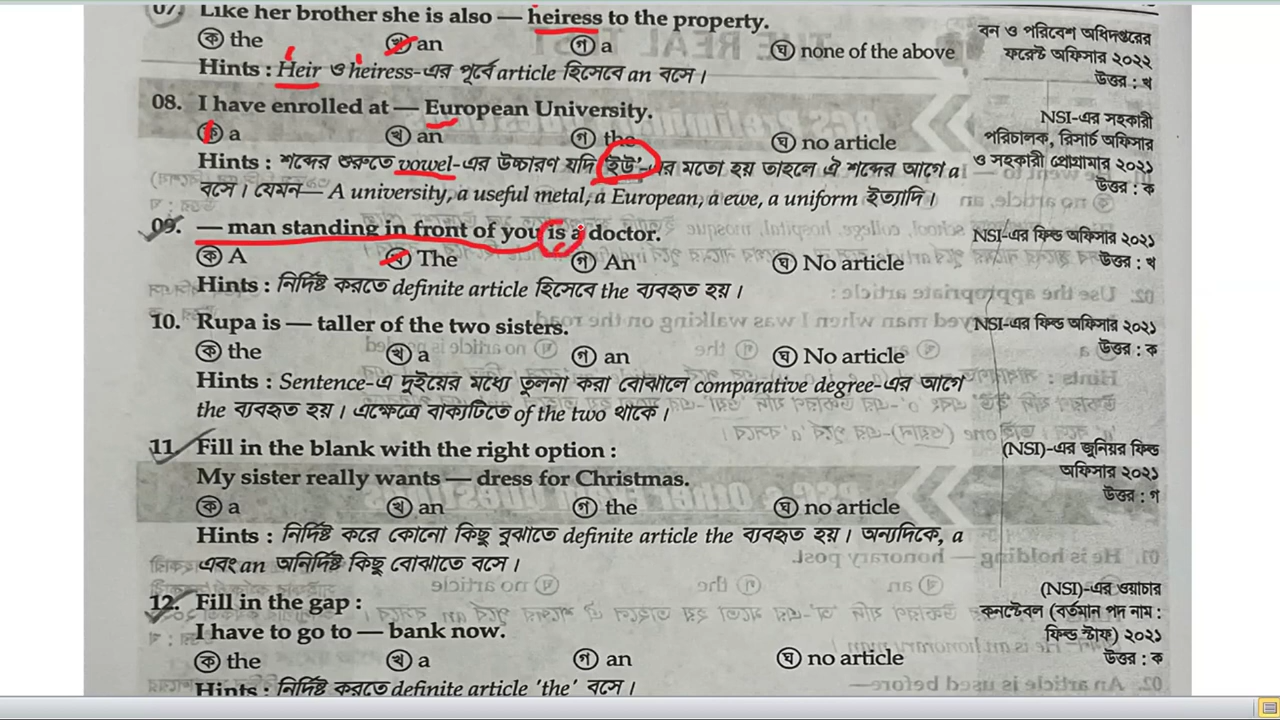 07. Like her brother she is also — heiress to the property.
ক the খ an গ a ঘ none of the above
Hints : Heir ও heiress-এর পূর্বে article হিসেবে an বসে।
বন ও পরিবেশ অধিদপ্তরের
ফরেস্ট অফিসার ২০২২
উত্তর : খ
08. I have enrolled at — European University.
ক a খ an গ the ঘ no article
Hints : শব্দের শুরুতে vowel-এর উচ্চারণ যদি 'ইউ'-এর মতো হয় তাহলে ঐ শব্দের আগে a
বসে। যেমন— A university, a useful metal, a European, a ewe, a uniform ইত্যাদি।
NSI-এর সহকারী
পরিচালক, রিসার্চ অফিসার
ও সহকারী প্রোগ্রামার ২০২১
উত্তর : ক
09. — man standing in front of you is a doctor.
ক A খ The গ An ঘ No article
Hints : নির্দিষ্ট করতে definite article হিসেবে the ব্যবহৃত হয়।
NSI-এর ফিল্ড অফিসার ২০২১
উত্তর : খ
10. Rupa is — taller of the two sisters.
ক the খ a গ an ঘ No article
Hints : Sentence-এ দুইয়ের মধ্যে তুলনা করা বোঝালে comparative degree-এর আগে
the ব্যবহৃত হয়। এক্ষেত্রে বাক্যটিতে of the two থাকে।
NSI-এর ফিল্ড অফিসার ২০২১
উত্তর : ক
11. Fill in the blank with the right option :
My sister really wants — dress for Christmas.
ক a খ an গ the ঘ no article
Hints : নির্দিষ্ট করে কোনো কিছু বুঝাতে definite article the ব্যবহৃত হয়। অন্যদিকে, a
এবং an অনির্দিষ্ট কিছু বোঝাতে বসে।
(NSI)-এর জুনিয়র ফিল্ড
অফিসার ২০২১
উত্তর : গ
12. Fill in the gap :
I have to go to — bank now.
ক the খ a গ an ঘ no article
Hints : নির্দিষ্ট করতে definite article 'the' বসে।
(NSI)-এর ওয়াচার
কনস্টেবল (বর্তমান পদ নাম :
ফিল্ড স্টাফ) ২০২১
উত্তর : ক